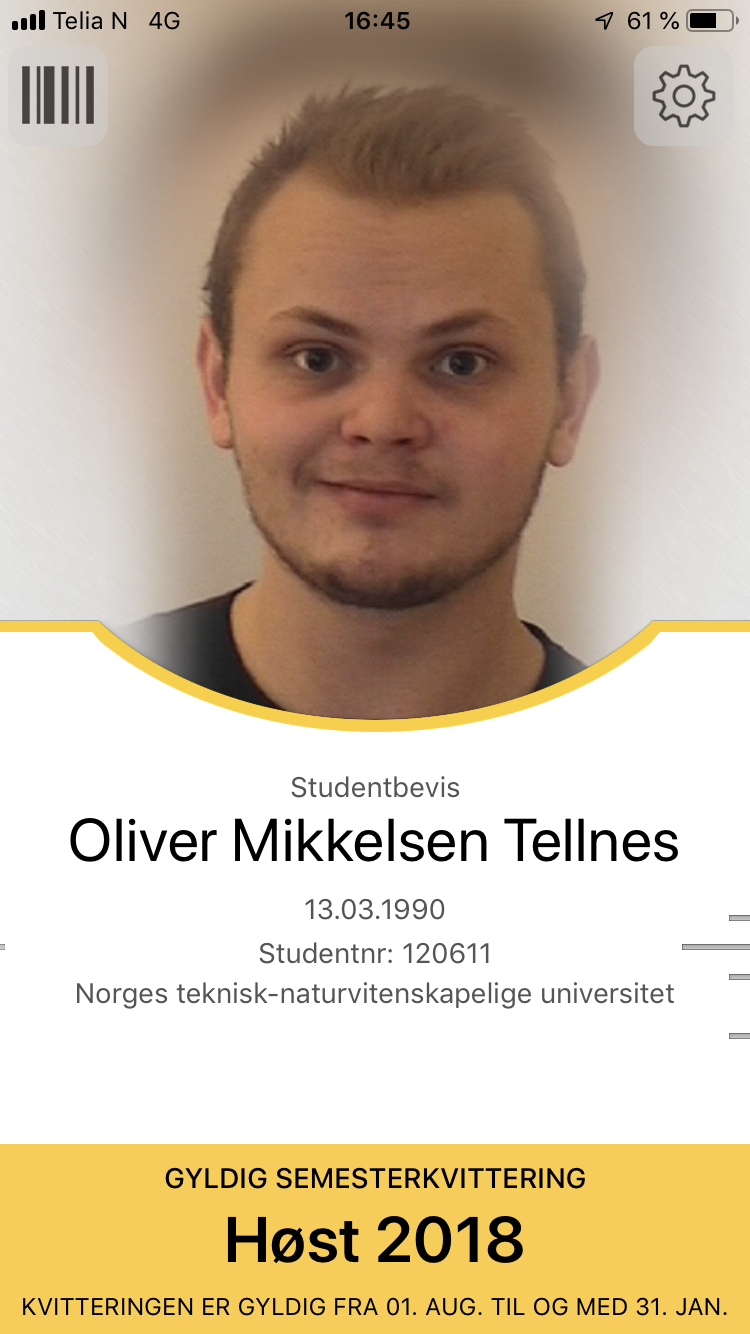 Telia N 4G 16:45 61 %
Studentbevis
Oliver Mikkelsen Tellnes
13.03.1990
Studentnr: 120611
Norges teknisk-naturvitenskapelige universitet
GYLDIG SEMESTERKVITTERING
Høst 2018
KVITTERINGEN ER GYLDIG FRA 01. AUG. TIL OG MED 31. JAN.